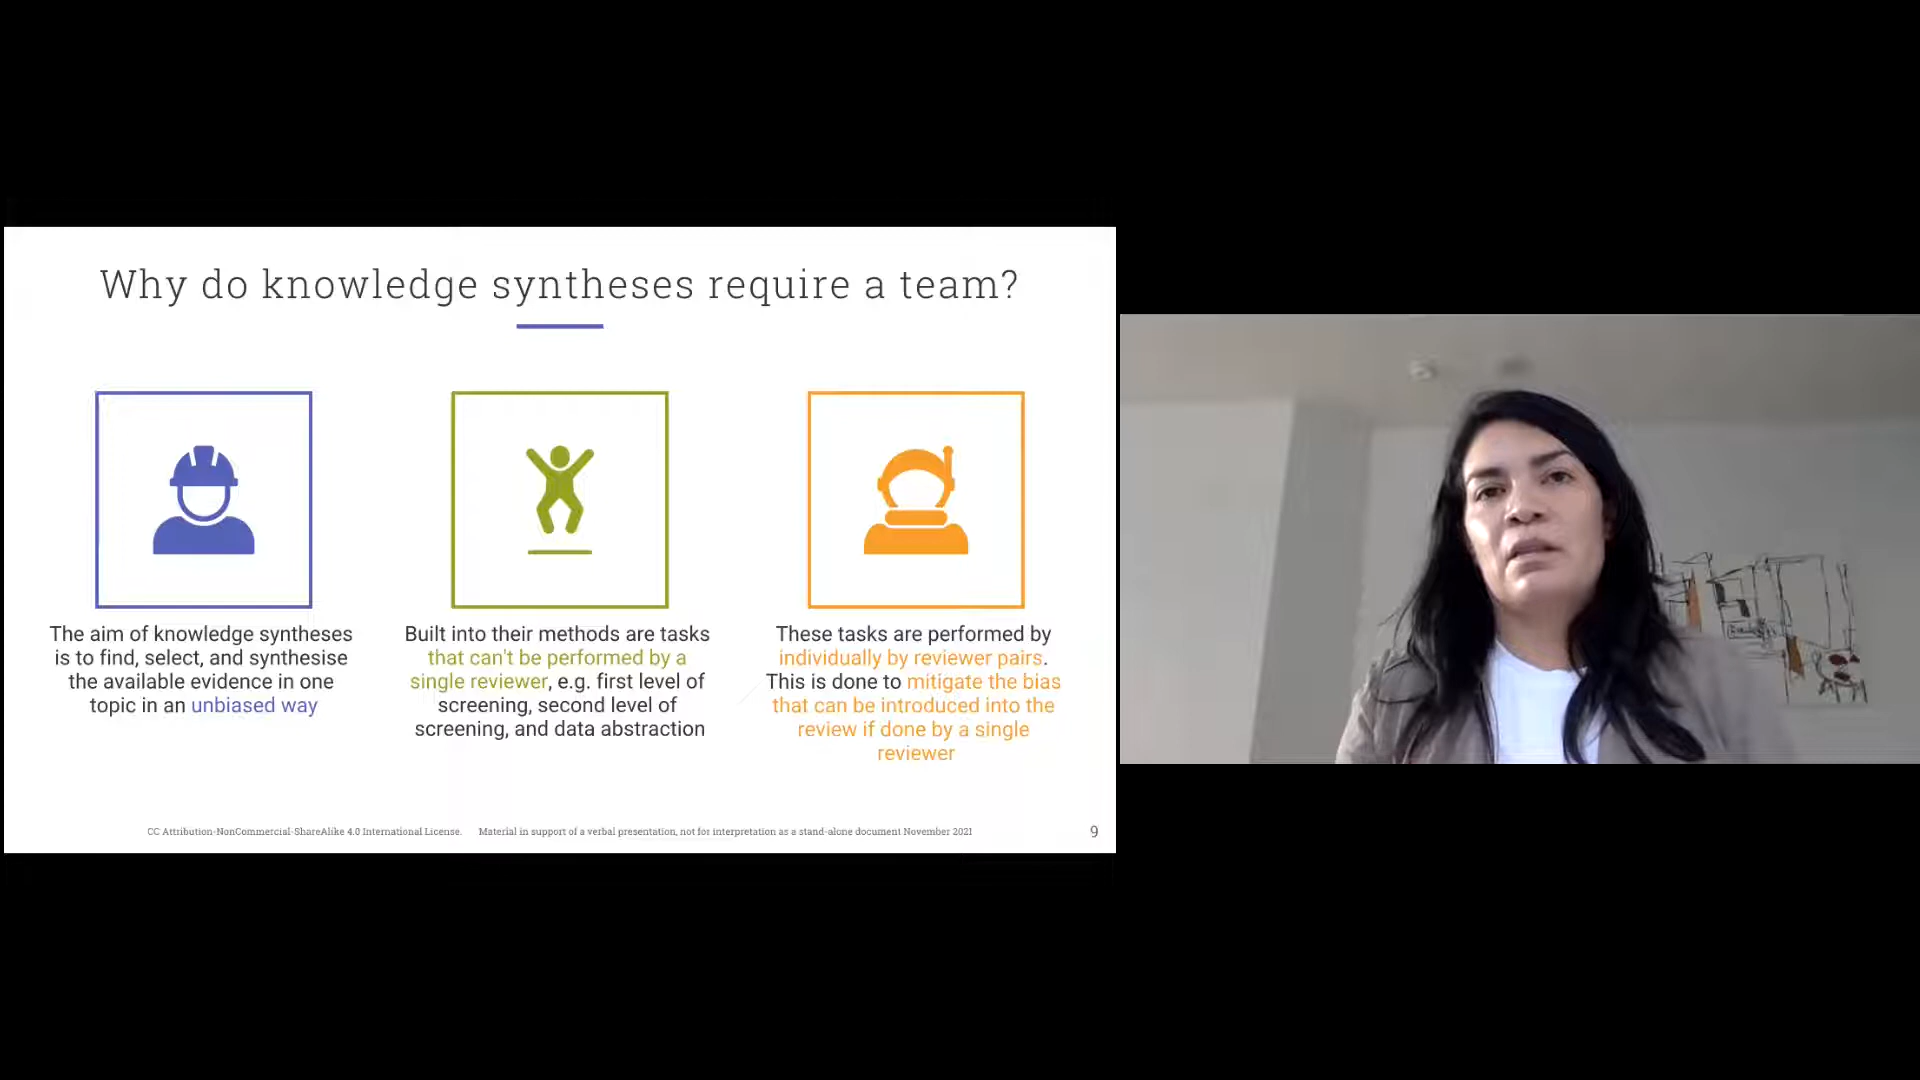 Why do knowledge syntheses require a team?
The aim of knowledge syntheses
is to find, select, and synthesise
the available evidence in one
topic in an unbiased way
Built into their methods are tasks
that can't be performed by a
single reviewer, e.g. first level of
screening, second level of
screening, and data abstraction
These tasks are performed by
individually by reviewer pairs.
This is done to mitigate the bias
that can be introduced into the
review if done by a single
reviewer
CC Attribution-NonCommercial-ShareAlike 4.0 International License. Material in support of a verbal presentation, not for interpretation as a stand-alone document November 2021
9